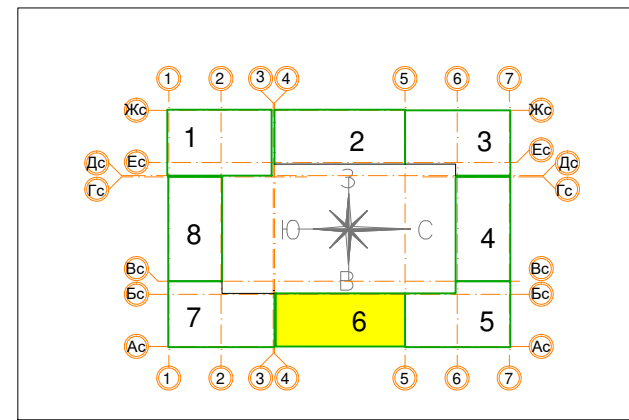 1 2 3 4 5 6 7
Жс Жс
1 2 3
Ес Ес
Дс Дс
Гс Гс
З
8 Ю С 4
В
Вс Вс
Бс Бс
7 6 5
Ас Ас
1 2 3 4 5 6 7